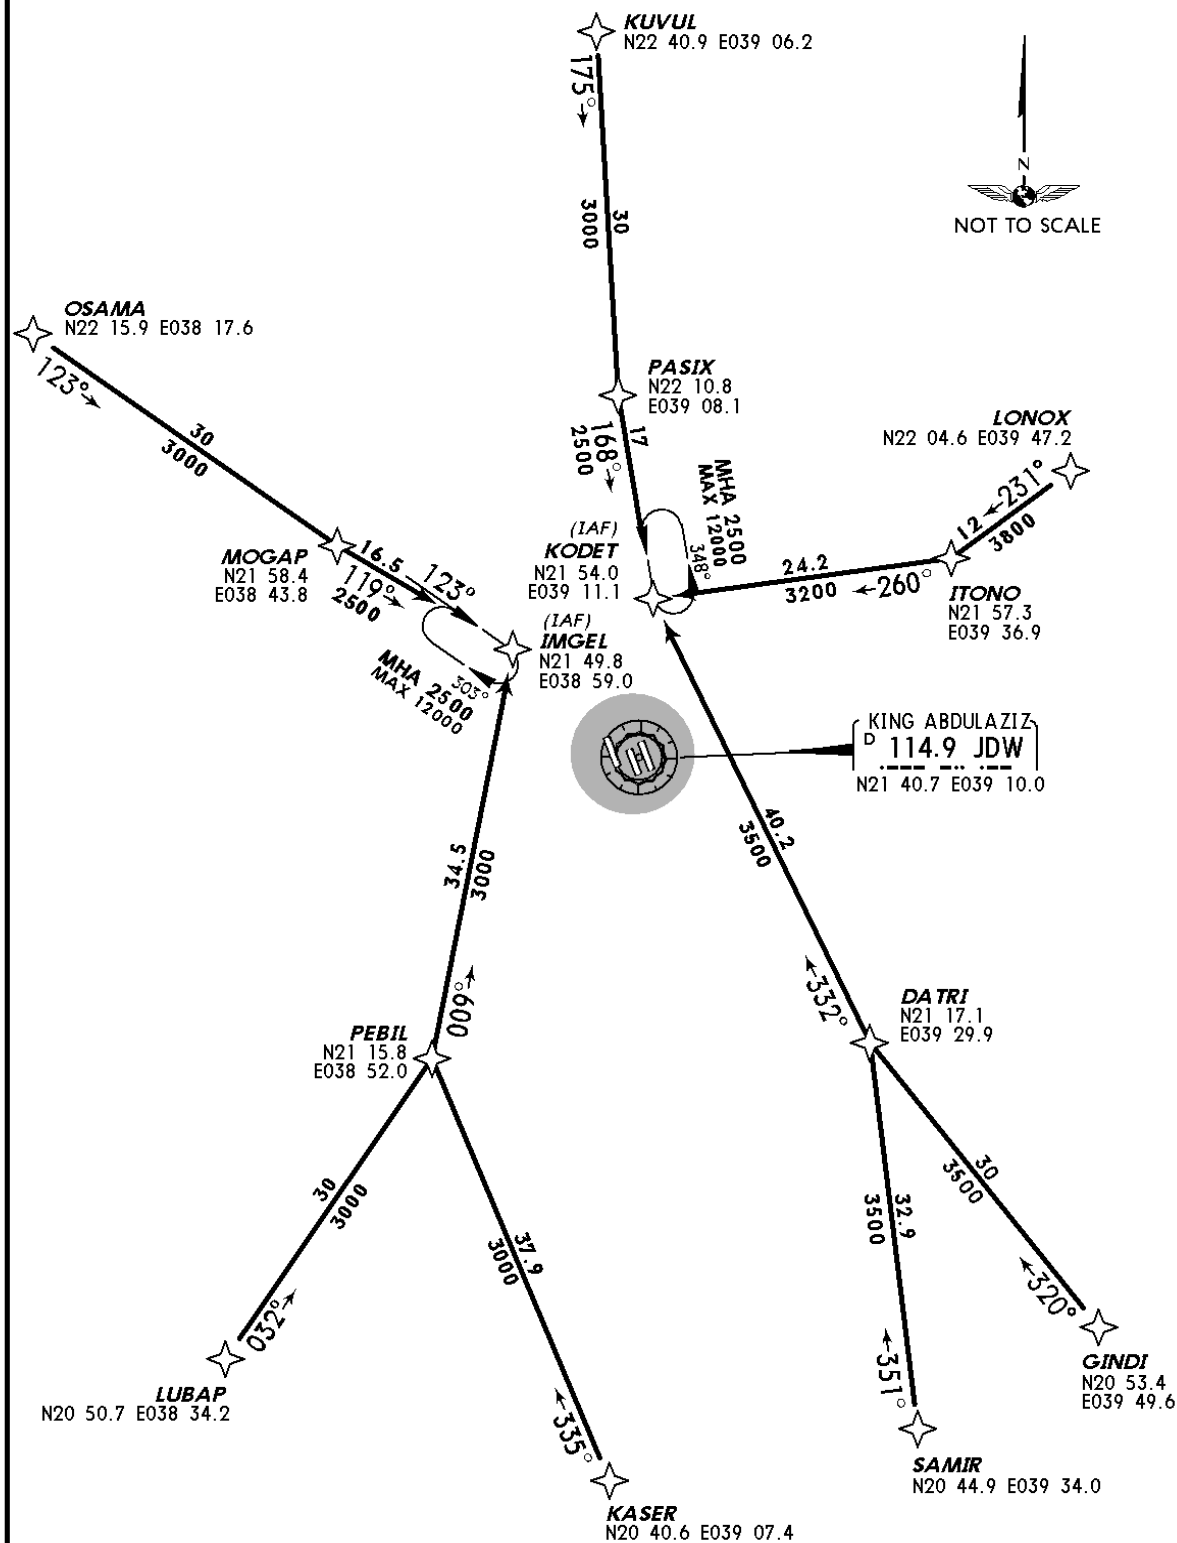 KUVUL
N22 40.9 E039 06.2
175°
30
3000
N
NOT TO SCALE
OSAMA
N22 15.9 E038 17.6
123°
30
3000
PASIX
N22 10.8
E039 08.1
17
168°
2500
LONOX
N22 04.6 E039 47.2
231°
12
3800
MHA 2500
MAX 12000
348°
(IAF)
KODET
N21 54.0
E039 11.1
24.2
3200
260°
ITONO
N21 57.3
E039 36.9
MOGAP
N21 58.4
E038 43.8
16.5
119°
2500
123°
(IAF)
IMGEL
N21 49.8
E038 59.0
303°
MHA 2500
MAX 12000
KING ABDULAZIZ
D 114.9 JDW
N21 40.7 E039 10.0
40.2
3500
34.5
3000
009°
332°
DATRI
N21 17.1
E039 29.9
PEBIL
N21 15.8
E038 52.0
30
3000
37.9
3000
32.9
3500
30
3500
032°
335°
351°
320°
LUBAP
N20 50.7 E038 34.2
GINDI
N20 53.4
E039 49.6
SAMIR
N20 44.9 E039 34.0
KASER
N20 40.6 E039 07.4